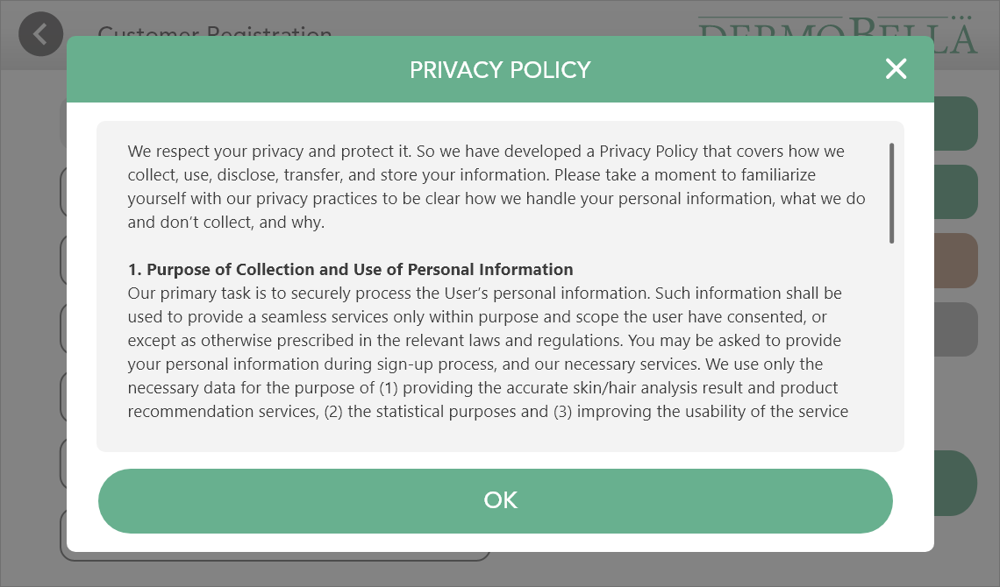 Customer Registration
DERMOBELLÄ
PRIVACY POLICY
We respect your privacy and protect it. So we have developed a Privacy Policy that covers how we
collect, use, disclose, transfer, and store your information. Please take a moment to familiarize
yourself with our privacy practices to be clear how we handle your personal information, what we do
and don’t collect, and why.
1. Purpose of Collection and Use of Personal Information
Our primary task is to securely process the User’s personal information. Such information shall be
used to provide a seamless services only within purpose and scope the user have consented, or
except as otherwise prescribed in the relevant laws and regulations. You may be asked to provide
your personal information during sign-up process, and our necessary services. We use only the
necessary data for the purpose of (1) providing the accurate skin/hair analysis result and product
recommendation services, (2) the statistical purposes and (3) improving the usability of the service
OK